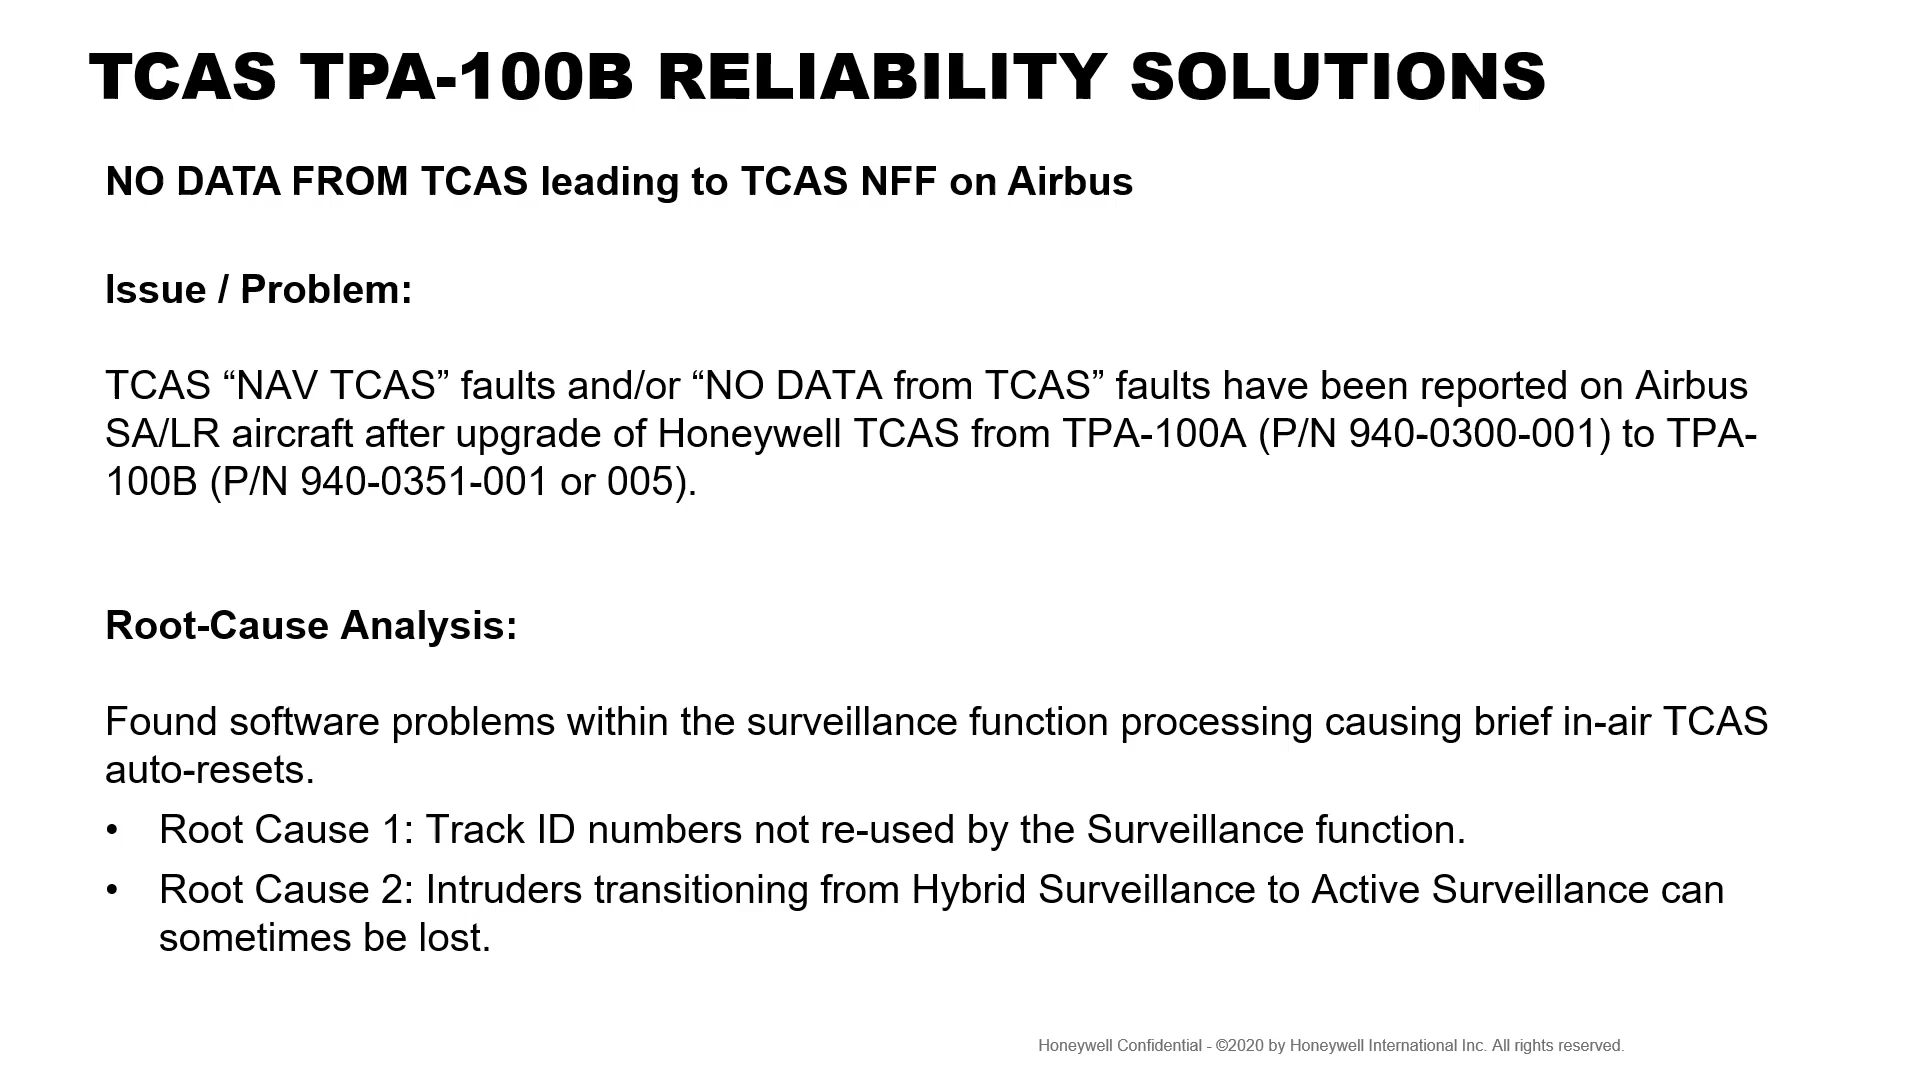 TCAS TPA-100B RELIABILITY SOLUTIONS
NO DATA FROM TCAS leading to TCAS NFF on Airbus
Issue / Problem:
TCAS “NAV TCAS” faults and/or “NO DATA from TCAS” faults have been reported on Airbus
SA/LR aircraft after upgrade of Honeywell TCAS from TPA-100A (P/N 940-0300-001) to TPA-
100B (P/N 940-0351-001 or 005).
Root-Cause Analysis:
Found software problems within the surveillance function processing causing brief in-air TCAS
auto-resets.
• Root Cause 1: Track ID numbers not re-used by the Surveillance function.
• Root Cause 2: Intruders transitioning from Hybrid Surveillance to Active Surveillance can
sometimes be lost.
Honeywell Confidential - ©2020 by Honeywell International Inc. All rights reserved.